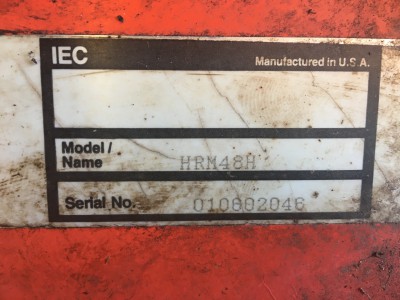 IEC
Manufactured in U.S.A.
Model /
Name HRM48H
Serial No. 010602046